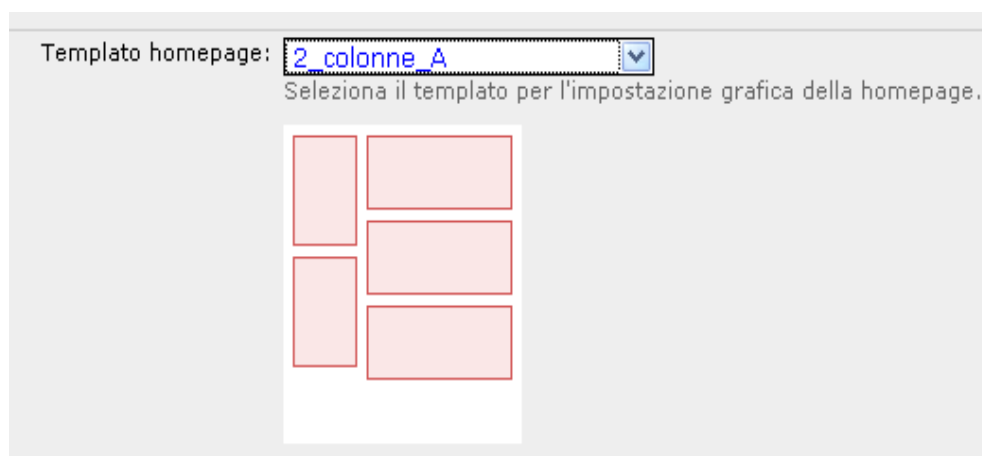 Templato homepage: 2_colonne_A
Seleziona il templato per l'impostazione grafica della homepage.